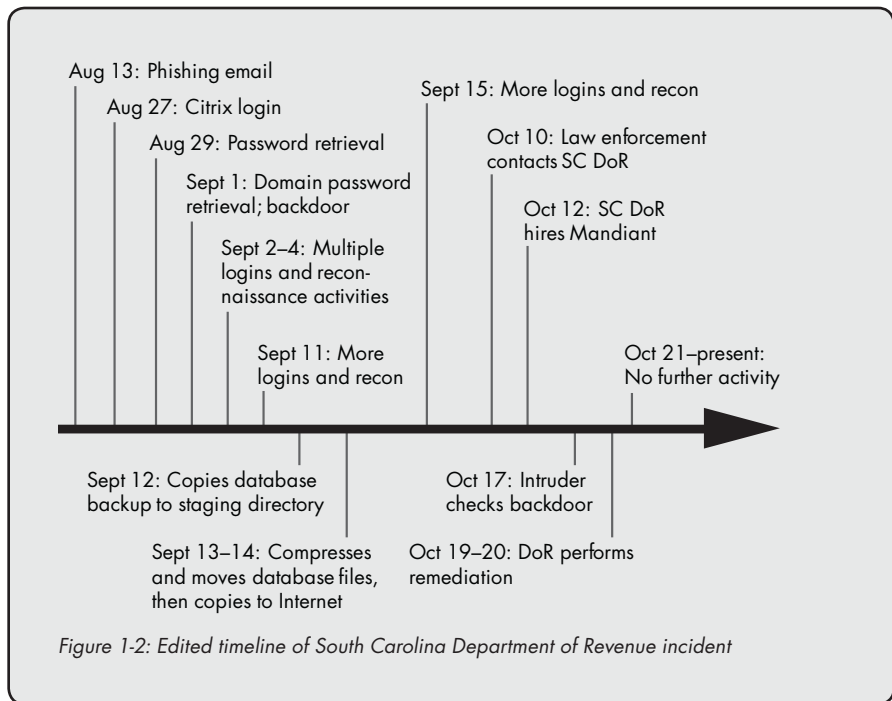 Aug 13: Phishing email
Aug 27: Citrix login
Aug 29: Password retrieval
Sept 1: Domain password
retrieval; backdoor
Sept 2–4: Multiple
logins and recon-
naissance activities
Sept 11: More
logins and recon
Sept 15: More logins and recon
Oct 10: Law enforcement
contacts SC DoR
Oct 12: SC DoR
hires Mandiant
Oct 21–present:
No further activity
Sept 12: Copies database
backup to staging directory
Sept 13–14: Compresses
and moves database files,
then copies to Internet
Oct 17: Intruder
checks backdoor
Oct 19–20: DoR performs
remediation
Figure 1-2: Edited timeline of South Carolina Department of Revenue incident